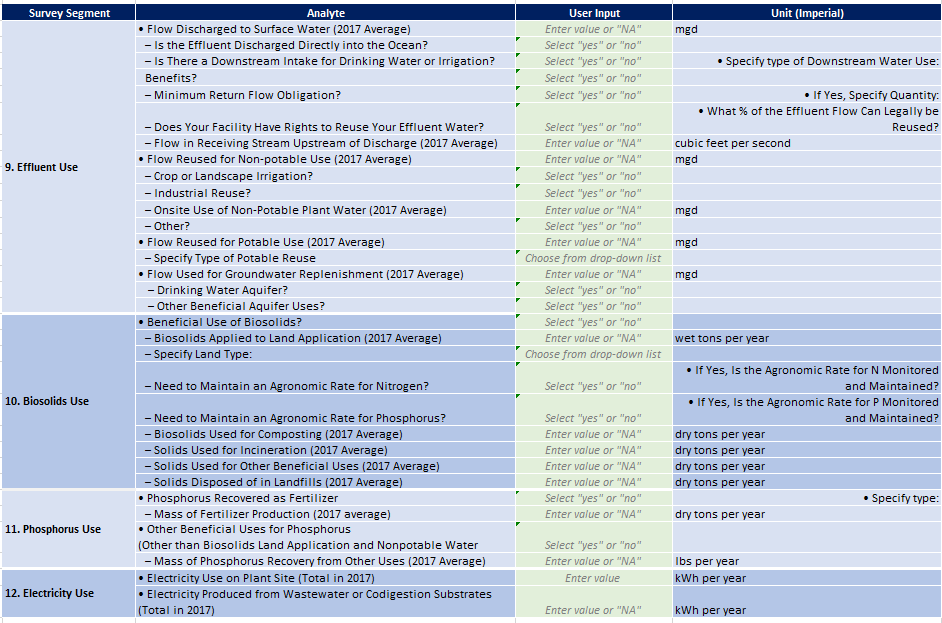 Survey Segment Analyte User Input Unit (Imperial)
9. Effluent Use
• Flow Discharged to Surface Water (2017 Average) Enter value or "NA" mgd
– Is the Effluent Discharged Directly into the Ocean? Select "yes" or "no"
– Is There a Downstream Intake for Drinking Water or Irrigation? Select "yes" or "no" • Specify type of Downstream Water Use:
Benefits? Select "yes" or "no"
– Minimum Return Flow Obligation? Select "yes" or "no" • If Yes, Specify Quantity:
• What % of the Effluent Flow Can Legally be
– Does Your Facility Have Rights to Reuse Your Effluent Water? Select "yes" or "no" Reused?
– Flow in Receiving Stream Upstream of Discharge (2017 Average) Enter value or "NA" cubic feet per second
• Flow Reused for Non-potable Use (2017 Average) Enter value or "NA" mgd
– Crop or Landscape Irrigation? Select "yes" or "no"
– Industrial Reuse? Select "yes" or "no"
– Onsite Use of Non-Potable Plant Water (2017 Average) Enter value or "NA" mgd
– Other? Select "yes" or "no"
• Flow Reused for Potable Use (2017 Average) Enter value or "NA" mgd
– Specify Type of Potable Reuse Choose from drop-down list
• Flow Used for Groundwater Replenishment (2017 Average) Enter value or "NA" mgd
– Drinking Water Aquifer? Select "yes" or "no"
– Other Beneficial Aquifer Uses? Select "yes" or "no"
10. Biosolids Use
• Beneficial Use of Biosolids? Select "yes" or "no"
– Biosolids Applied to Land Application (2017 Average) Enter value or "NA" wet tons per year
– Specify Land Type: Choose from drop-down list
• If Yes, Is the Agronomic Rate for N Monitored
– Need to Maintain an Agronomic Rate for Nitrogen? Select "yes" or "no" and Maintained?
• If Yes, Is the Agronomic Rate for P Monitored
– Need to Maintain an Agronomic Rate for Phosphorus? Select "yes" or "no" and Maintained?
– Biosolids Used for Composting (2017 Average) Enter value or "NA" dry tons per year
– Solids Used for Incineration (2017 Average) Enter value or "NA" dry tons per year
– Solids Used for Other Beneficial Uses (2017 Average) Enter value or "NA" dry tons per year
– Solids Disposed of in Landfills (2017 Average) Enter value or "NA" dry tons per year
11. Phosphorus Use
• Phosphorus Recovered as Fertilizer Select "yes" or "no" • Specify type:
– Mass of Fertilizer Production (2017 average) Enter value or "NA" dry tons per year
• Other Beneficial Uses for Phosphorus
(Other than Biosolids Land Application and Nonpotable Water Select "yes" or "no"
– Mass of Phosphorus Recovery from Other Uses (2017 Average) Enter value or "NA" lbs per year
12. Electricity Use
• Electricity Use on Plant Site (Total in 2017) Enter value kWh per year
• Electricity Produced from Wastewater or Codigestion Substrates
(Total in 2017) Enter value or "NA" kWh per year